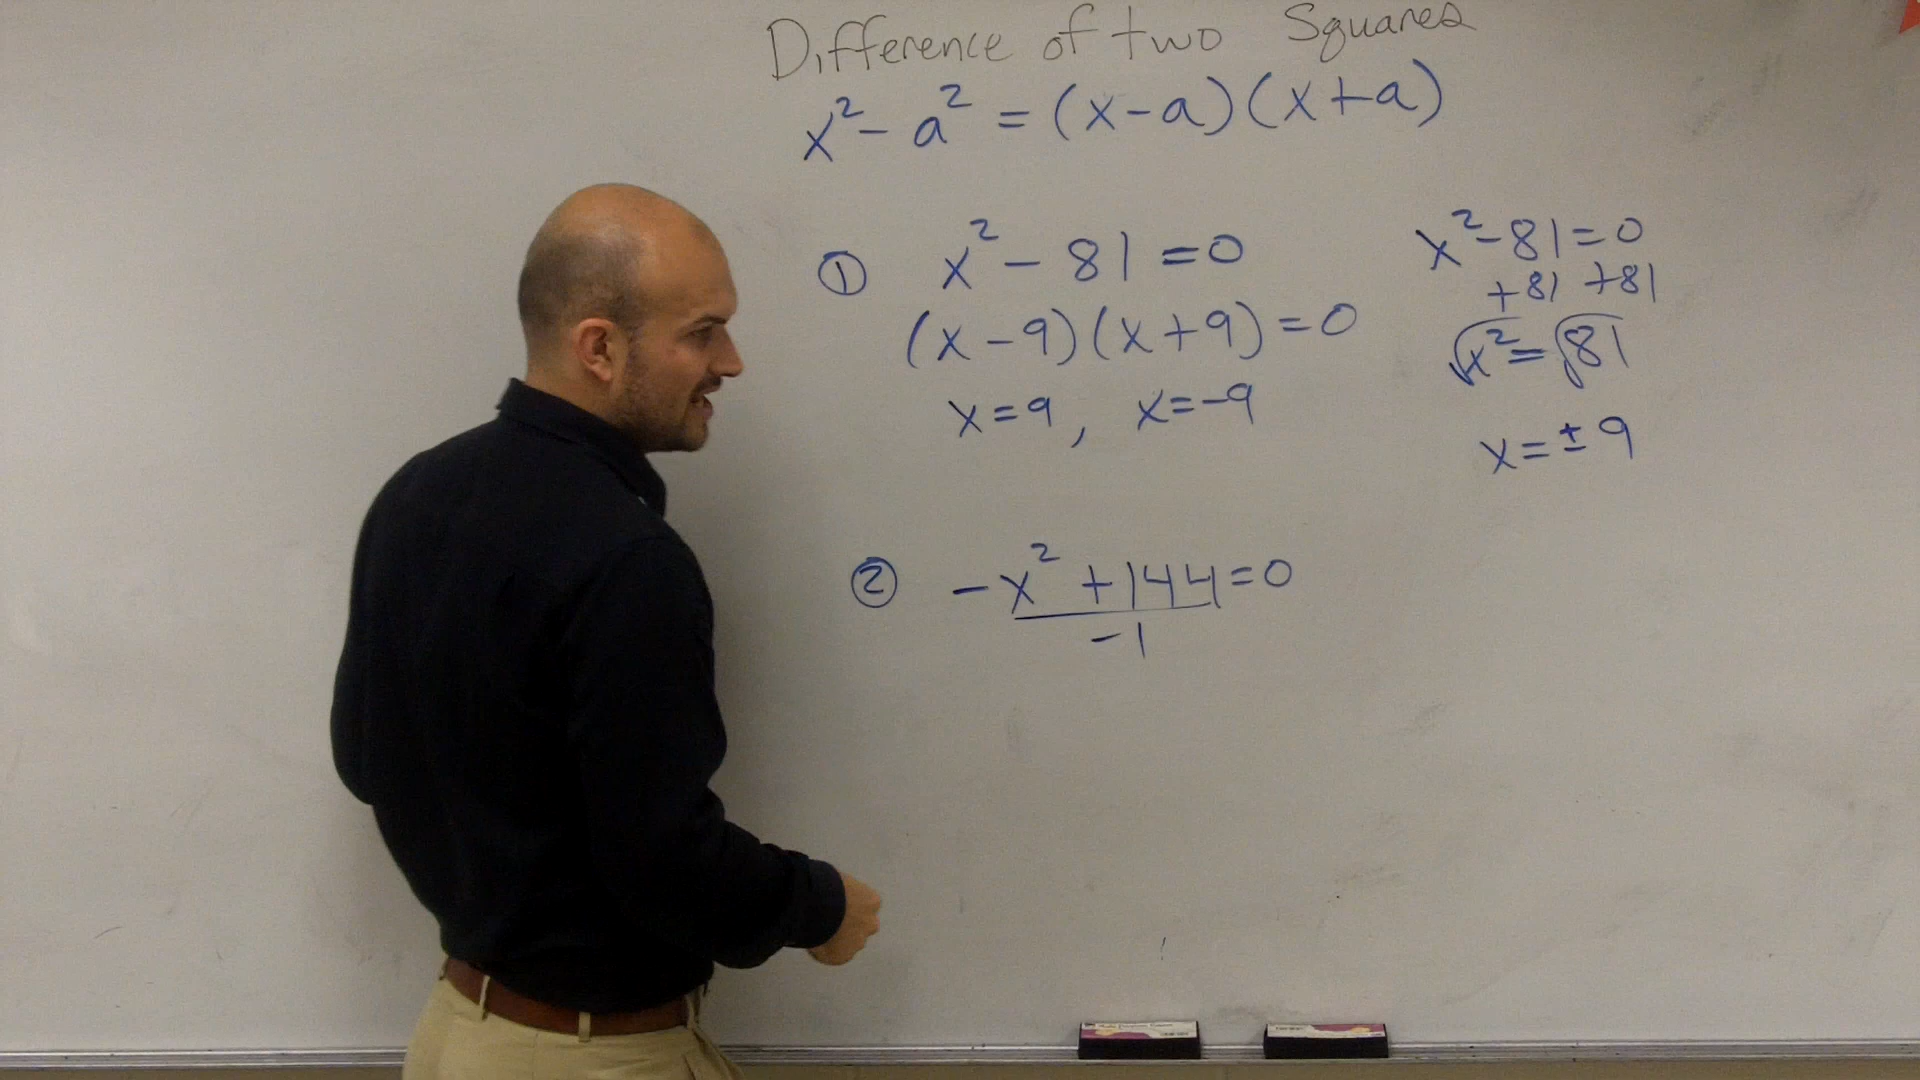 Difference of two Squares
x² - a² = (x-a)(x+a)
① x² - 81 = 0
(x-9)(x+9) = 0
x=9, x=-9
x² - 81 = 0
+81 +81
√x² = √81
x = ± 9
② -x² + 144 = 0
-1